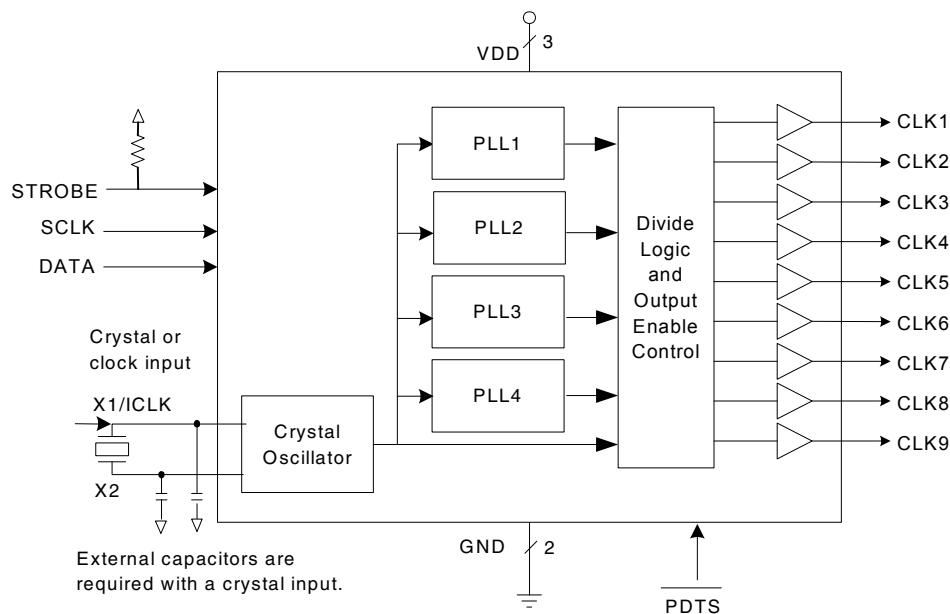 VDD
3
STROBE
SCLK
DATA
Crystal or
clock input
X1/ICLK
X2
External capacitors are
required with a crystal input.
Crystal
Oscillator
PLL1
PLL2
PLL3
PLL4
Divide
Logic
and
Output
Enable
Control
CLK1
CLK2
CLK3
CLK4
CLK5
CLK6
CLK7
CLK8
CLK9
GND
2
PDTS